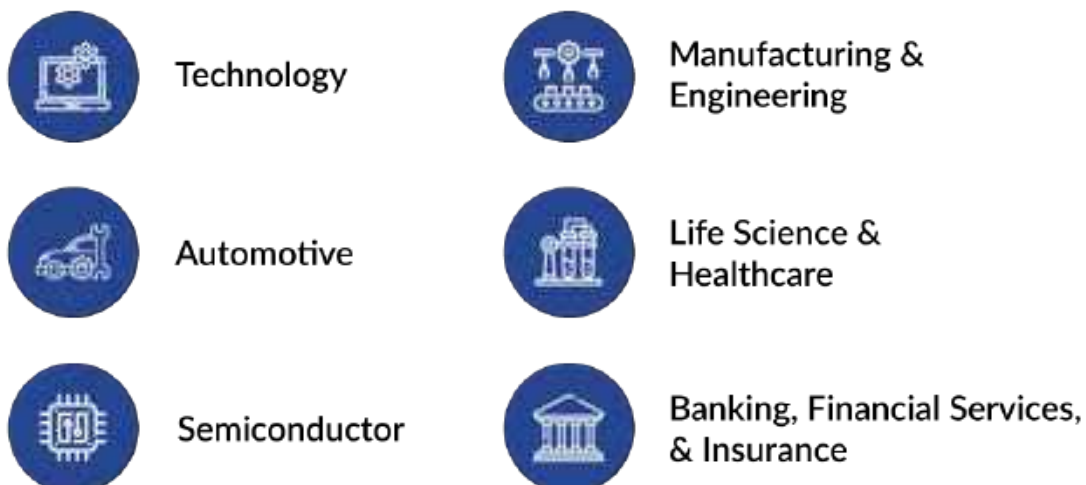 Technology
Manufacturing &
Engineering
Automotive
Life Science &
Healthcare
Semiconductor
Banking, Financial Services,
& Insurance